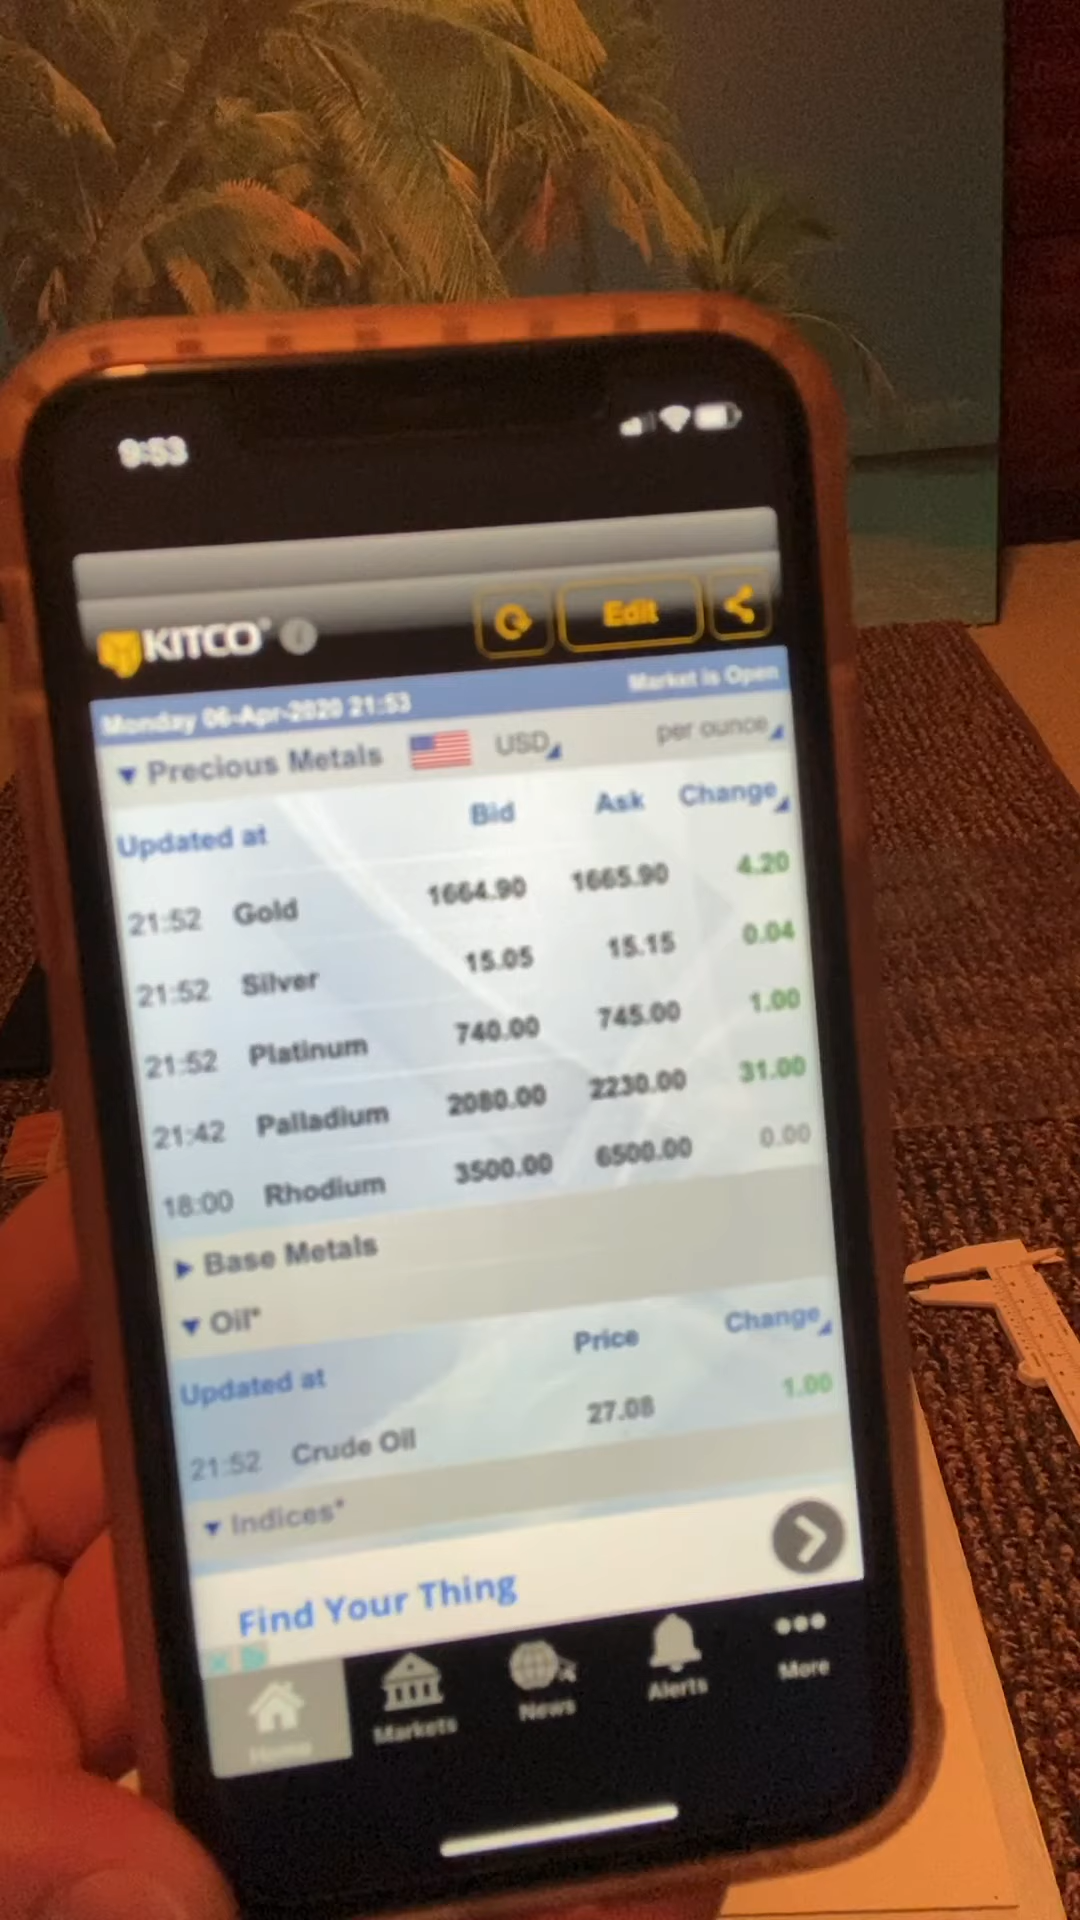 9:53
KITCO®
Edit
Monday 06-Apr-2020 21:53 Market is Open
Precious Metals USD per ounce
Updated at Bid Ask Change
21:52 Gold 1664.90 1665.90 4.20
21:52 Silver 15.05 15.15 0.04
21:52 Platinum 740.00 745.00 1.00
21:42 Palladium 2080.00 2230.00 31.00
18:00 Rhodium 3500.00 6500.00 0.00
Base Metals
Oil*
Updated at Price Change
21:52 Crude Oil 27.08 1.00
Indices*
Find Your Thing
Home Markets News Alerts More